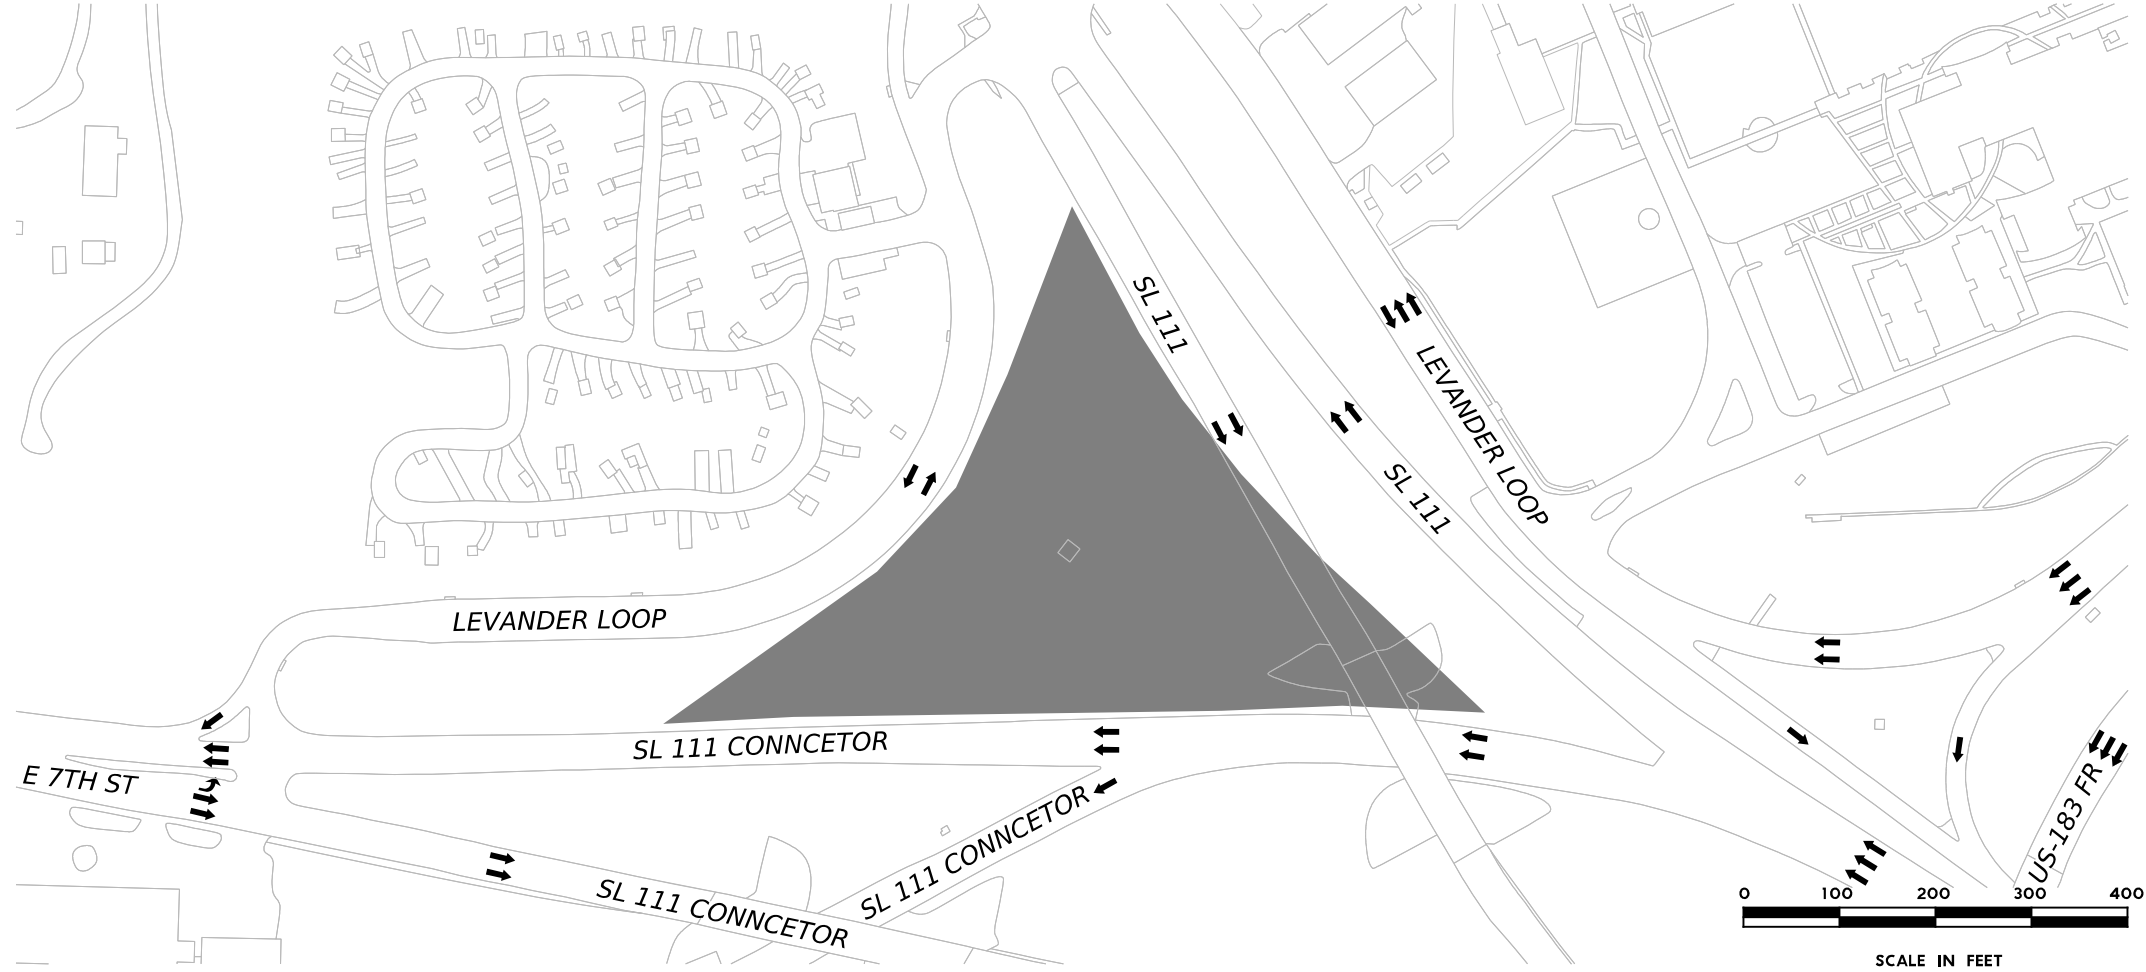 SL 111
LEVANDER LOOP
SL 111
LEVANDER LOOP
SL 111 CONNCETOR
E 7TH ST
SL 111 CONNCETOR
SL 111 CONNCETOR
US-183 FR
0 100 200 300 400
SCALE IN FEET